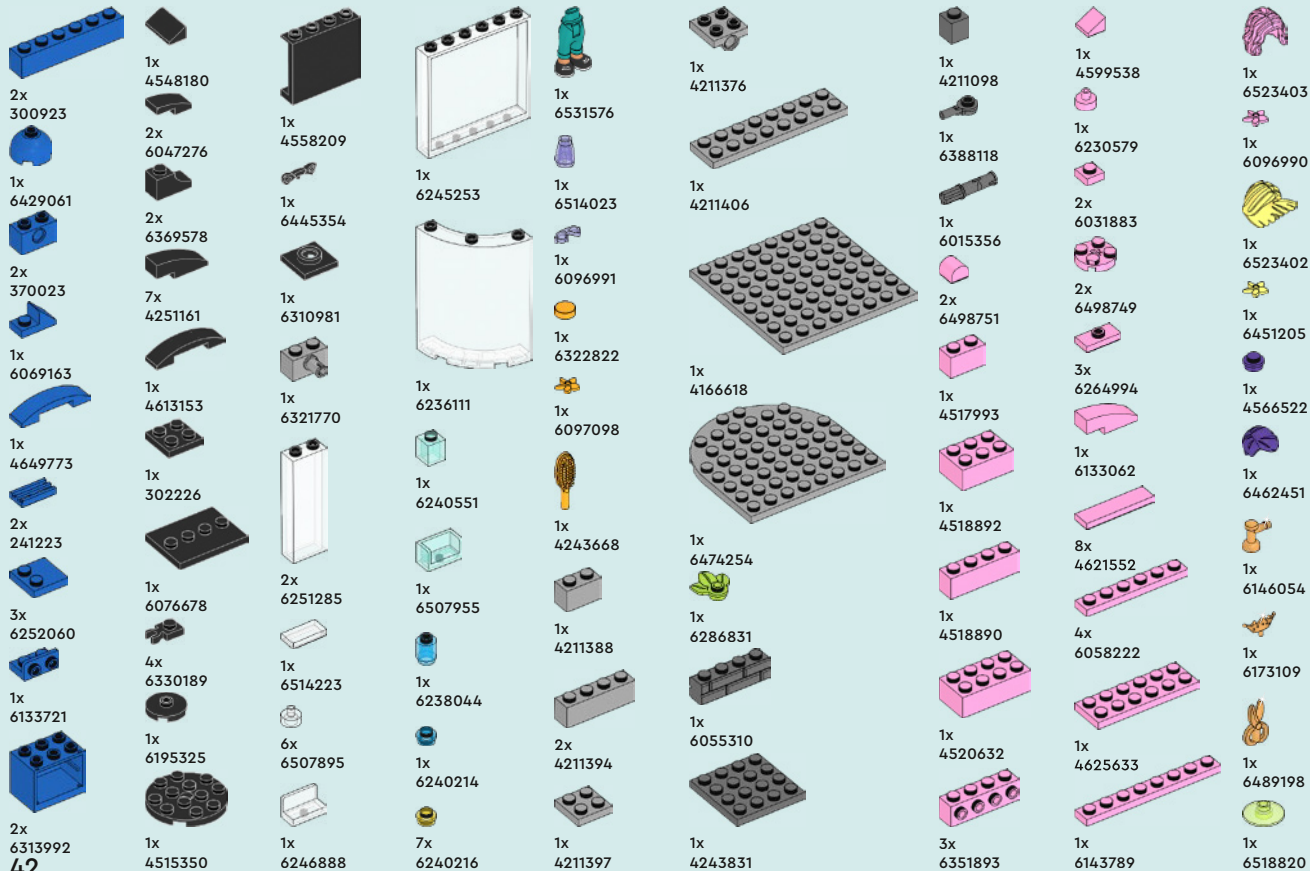 2x
300923
1x
6429061
2x
370023
1x
6069163
1x
4649773
2x
241223
3x
6252060
1x
6133721
2x
6313992
42
1x
4548180
2x
6047276
2x
6369578
7x
4251161
1x
4613153
1x
302226
1x
6076678
4x
6330189
1x
6195325
1x
4515350
1x
4558209
1x
6445354
1x
6310981
1x
6321770
2x
6251285
1x
6514223
6x
6507895
1x
6246888
1x
6245253
1x
6236111
1x
6240551
1x
6507955
1x
6238044
1x
6240214
7x
6240216
1x
6531576
1x
6514023
1x
6096991
1x
6322822
1x
6097098
1x
4243668
1x
4211388
2x
4211394
1x
4211397
1x
4211376
1x
4211406
1x
4166618
1x
6474254
1x
6286831
1x
6055310
1x
4243831
1x
4211098
1x
6388118
1x
6015356
2x
6498751
1x
4517993
1x
4518892
1x
4518890
1x
4520632
3x
6351893
1x
4599538
1x
6230579
2x
6031883
2x
6498749
3x
6264994
1x
6133062
8x
4621552
4x
6058222
1x
4625633
1x
6143789
1x
6523403
1x
6096990
1x
6523402
1x
6451205
1x
4566522
1x
6462451
1x
6146054
1x
6173109
1x
6489198
1x
6518820